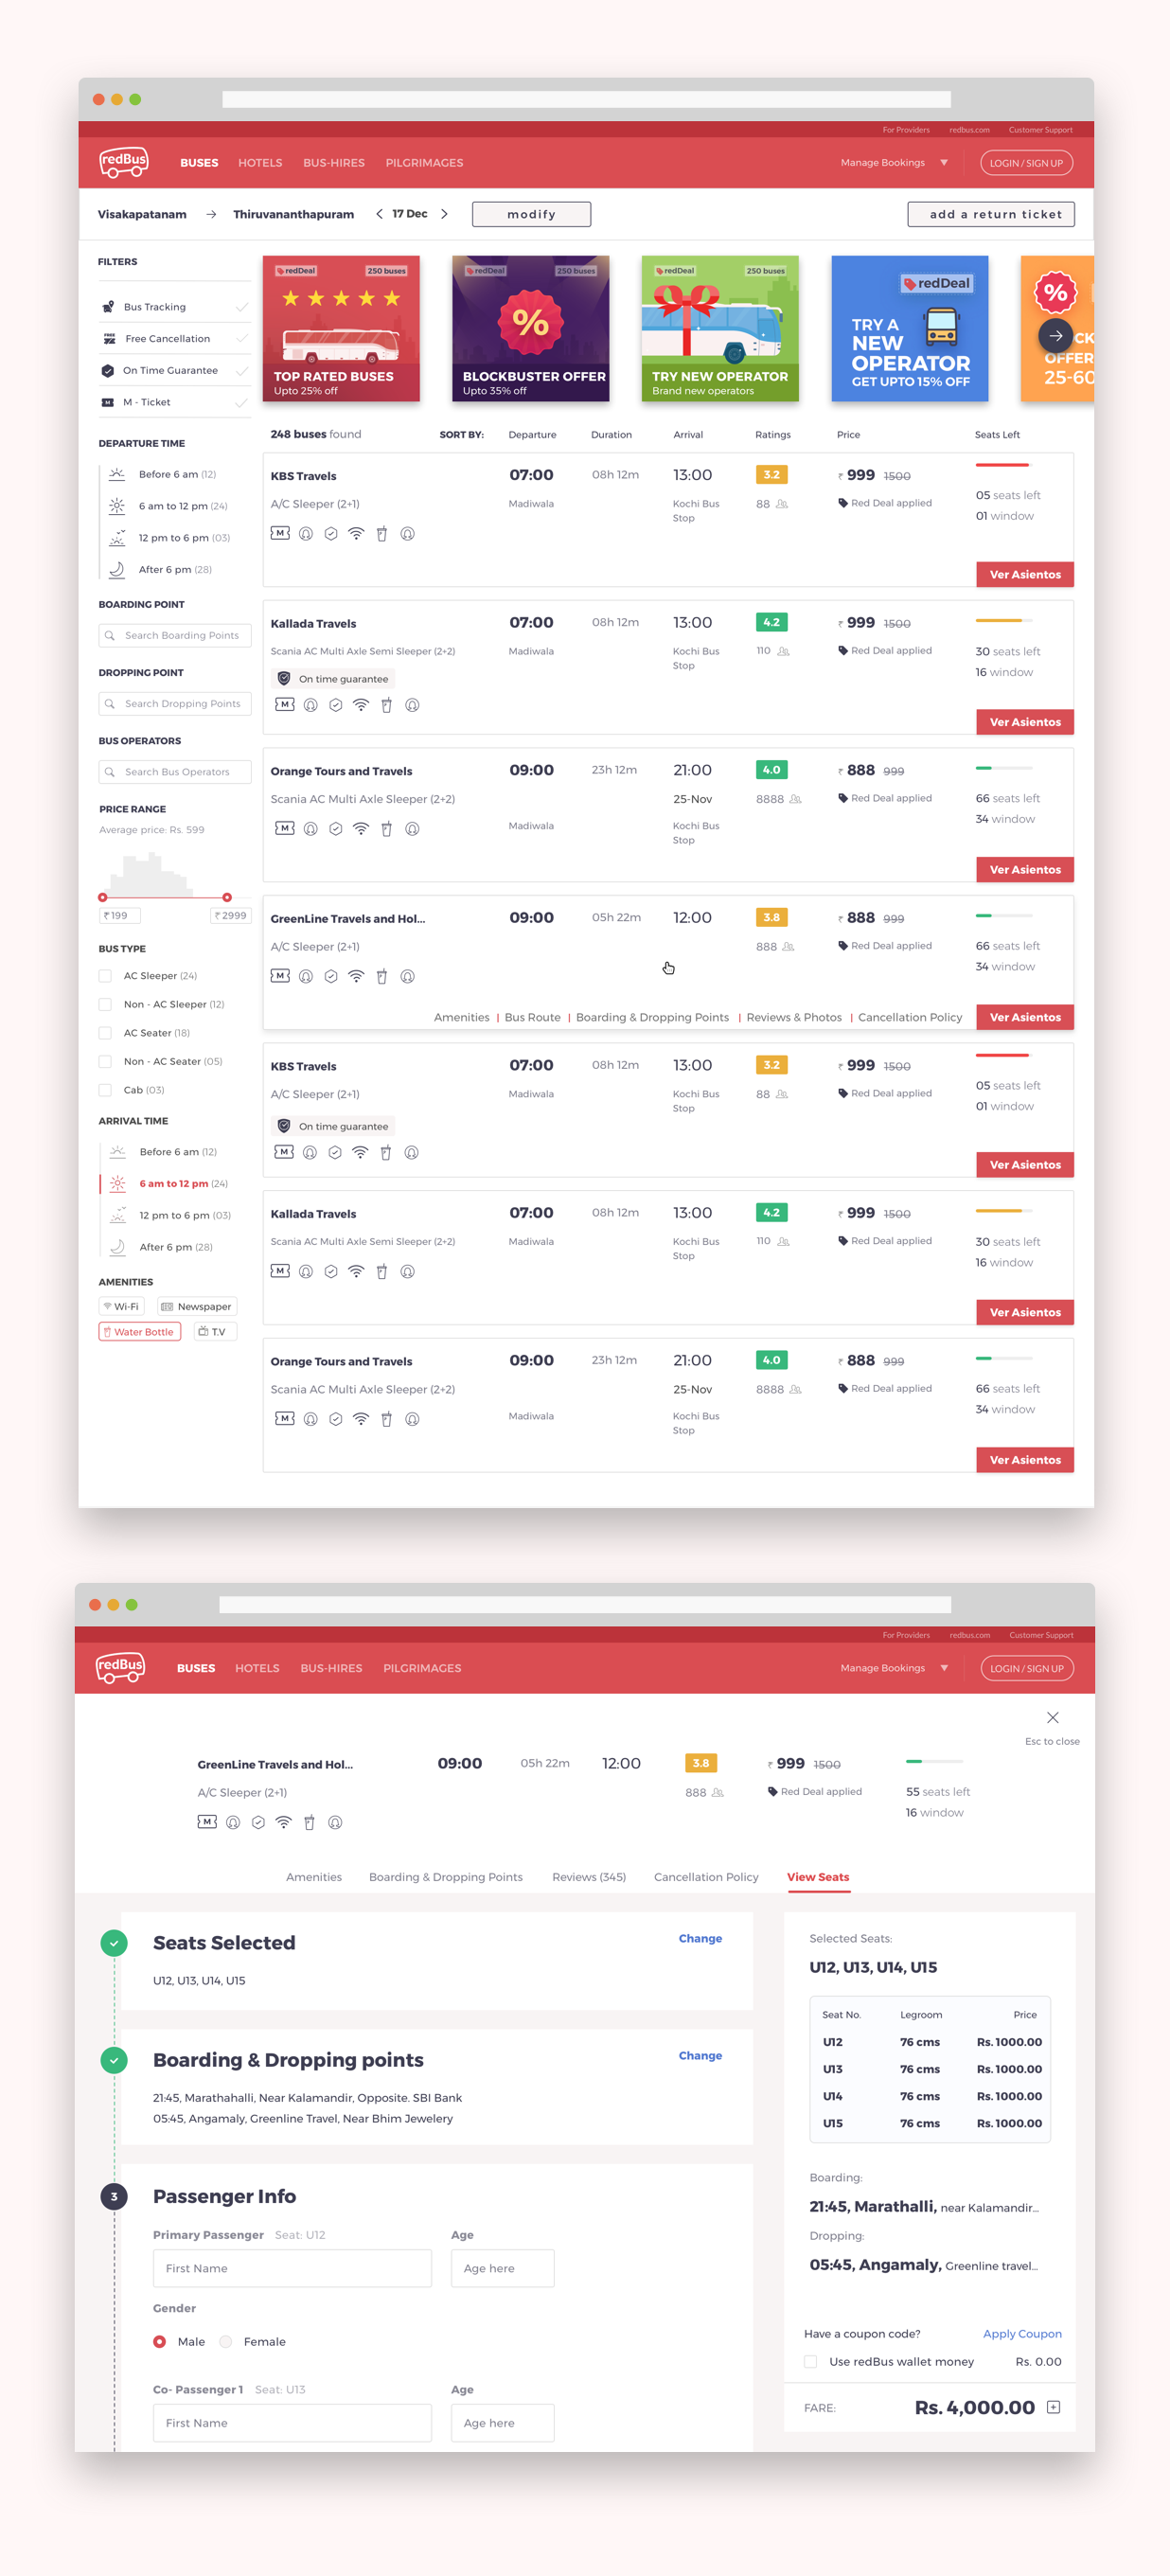 For Providers redbus.com Customer Support
redBus BUSES HOTELS BUS-HIRES PILGRIMAGES Manage Bookings LOGIN / SIGN UP
Visakapatanam → Thiruvananthapuram < 17 Dec > modify add a return ticket
FILTERS
Bus Tracking
FREE Free Cancellation
On Time Guarantee
M M - Ticket
DEPARTURE TIME
Before 6 am (12)
6 am to 12 pm (24)
12 pm to 6 pm (03)
After 6 pm (28)
BOARDING POINT
Search Boarding Points
DROPPING POINT
Search Dropping Points
BUS OPERATORS
Search Bus Operators
PRICE RANGE
Average price: Rs. 599
₹ 199 ₹ 2999
BUS TYPE
AC Sleeper (24)
Non - AC Sleeper (12)
AC Seater (18)
Non - AC Seater (05)
Cab (03)
ARRIVAL TIME
Before 6 am (12)
6 am to 12 pm (24)
12 pm to 6 pm (03)
After 6 pm (28)
AMENITIES
Wi-Fi Newspaper
Water Bottle T.V
redDeal 250 buses
TOP RATED BUSES
Upto 25% off
redDeal 250 buses
%
BLOCKBUSTER OFFER
Upto 35% off
redDeal 250 buses
TRY NEW OPERATOR
Brand new operators
redDeal
TRY A
NEW
OPERATOR
GET UPTO 15% OFF
%
CK
OFFER
25-60
248 buses found SORT BY: Departure Duration Arrival Ratings Price Seats Left
KBS Travels 07:00 08h 12m 13:00 3.2 ₹ 999 1500
A/C Sleeper (2+1) Madiwala Kochi Bus 88 Red Deal applied 05 seats left
Stop 01 window
M
Ver Asientos
Kallada Travels 07:00 08h 12m 13:00 4.2 ₹ 999 1500
Scania AC Multi Axle Semi Sleeper (2+2) Madiwala Kochi Bus 110 Red Deal applied 30 seats left
Stop 16 window
On time guarantee
M
Ver Asientos
Orange Tours and Travels 09:00 23h 12m 21:00 4.0 ₹ 888 999
Scania AC Multi Axle Sleeper (2+2) 25-Nov 8888 Red Deal applied 66 seats left
M Madiwala Kochi Bus 34 window
Stop
Ver Asientos
GreenLine Travels and Hol... 09:00 05h 22m 12:00 3.8 ₹ 888 999
A/C Sleeper (2+1) 888 Red Deal applied 66 seats left
M 34 window
Amenities | Bus Route | Boarding & Dropping Points | Reviews & Photos | Cancellation Policy Ver Asientos
KBS Travels 07:00 08h 12m 13:00 3.2 ₹ 999 1500
A/C Sleeper (2+1) Madiwala Kochi Bus 88 Red Deal applied 05 seats left
Stop 01 window
On time guarantee
M
Ver Asientos
Kallada Travels 07:00 08h 12m 13:00 4.2 ₹ 999 1500
Scania AC Multi Axle Semi Sleeper (2+2) Madiwala Kochi Bus 110 Red Deal applied 30 seats left
Stop 16 window
M
Ver Asientos
Orange Tours and Travels 09:00 23h 12m 21:00 4.0 ₹ 888 999
Scania AC Multi Axle Sleeper (2+2) 25-Nov 8888 Red Deal applied 66 seats left
M Madiwala Kochi Bus 34 window
Stop
Ver Asientos
For Providers redbus.com Customer Support
redBus BUSES HOTELS BUS-HIRES PILGRIMAGES Manage Bookings LOGIN / SIGN UP
Esc to close
GreenLine Travels and Hol... 09:00 05h 22m 12:00 3.8 ₹ 999 1500
A/C Sleeper (2+1) 888 Red Deal applied 55 seats left
M 16 window
Amenities Boarding & Dropping Points Reviews (345) Cancellation Policy View Seats
Seats Selected Change
U12, U13, U14, U15
Boarding & Dropping points Change
21:45, Marathahalli, Near Kalamandir, Opposite. SBI Bank
05:45, Angamaly, Greenline Travel, Near Bhim Jewelery
3 Passenger Info
Primary Passenger Seat: U12 Age
First Name Age here
Gender
Male Female
Co- Passenger 1 Seat: U13 Age
First Name Age here
Selected Seats:
U12, U13, U14, U15
Seat No. Legroom Price
U12 76 cms Rs. 1000.00
U13 76 cms Rs. 1000.00
U14 76 cms Rs. 1000.00
U15 76 cms Rs. 1000.00
Boarding:
21:45, Marathalli, near Kalamandir...
Dropping:
05:45, Angamaly, Greenline travel...
Have a coupon code? Apply Coupon
Use redBus wallet money Rs. 0.00
FARE: Rs. 4,000.00